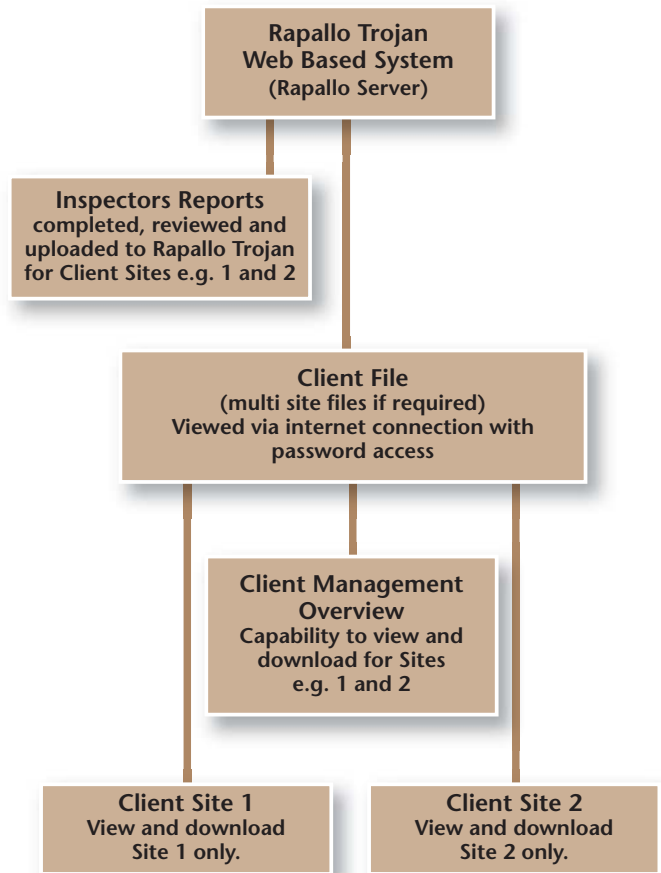 Rapallo Trojan
Web Based System
(Rapallo Server)
Inspectors Reports
completed, reviewed and
uploaded to Rapallo Trojan
for Client Sites e.g. 1 and 2
Client File
(multi site files if required)
Viewed via internet connection with
password access
Client Management
Overview
Capability to view and
download for Sites
e.g. 1 and 2
Client Site 1
View and download
Site 1 only.
Client Site 2
View and download
Site 2 only.